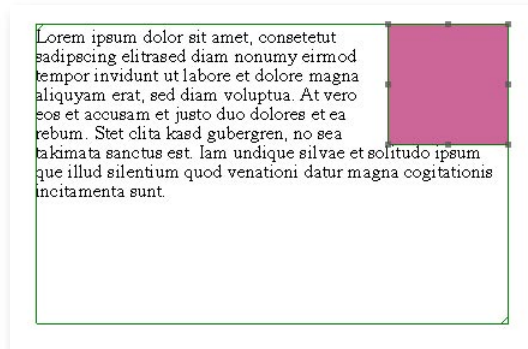 Lorem ipsum dolor sit amet, consetetut
sadipscing elitrased diam nonumy eirmod
tempor invidunt ut labore et dolore magna
aliquyam erat, sed diam voluptua. At vero
eos et accusam et justo duo dolores et ea
rebum. Stet clita kasd gubergren, no sea
takimata sanctus est. Iam undique silvae et solitudo ipsum
que illud silentium quod venationi datur magna cogitationis
incitamenta sunt.